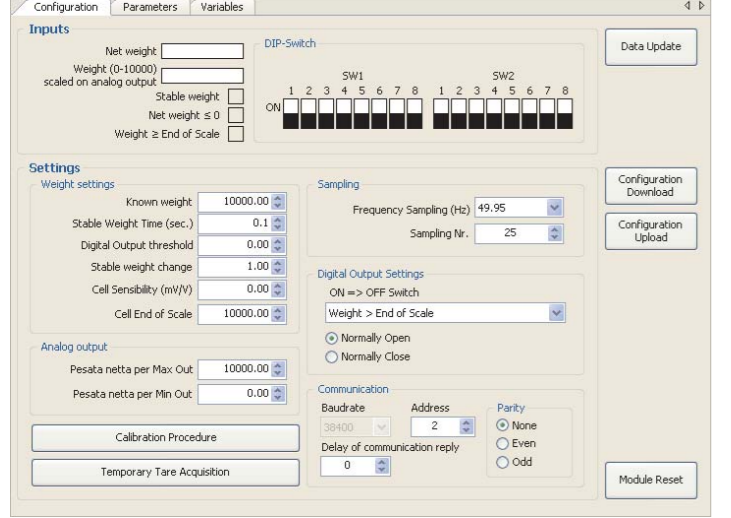 Configuration Parameters Variables
Inputs
Net weight
Weight (0-10000)
scaled on analog output
Stable weight
Net weight ≤ 0
Weight ≥ End of Scale
DIP-Switch
SW1 SW2
1 2 3 4 5 6 7 8 1 2 3 4 5 6 7 8
ON
Data Update
Settings
Weight settings
Known weight 10000.00
Stable Weight Time (sec.) 0.1
Digital Output threshold 0.00
Stable weight change 1.00
Cell Sensibility (mV/V) 0.00
Cell End of Scale 10000.00
Analog output
Pesata netta per Max Out 10000.00
Pesata netta per Min Out 0.00
Calibration Procedure
Temporary Tare Acquisition
Sampling
Frequency Sampling (Hz) 49.95
Sampling Nr. 25
Digital Output Settings
ON => OFF Switch
Weight > End of Scale
Normally Open
Normally Close
Communication
Baudrate Address
38400 2
Delay of communication reply
0
Parity
None
Even
Odd
Configuration
Download
Configuration
Upload
Module Reset